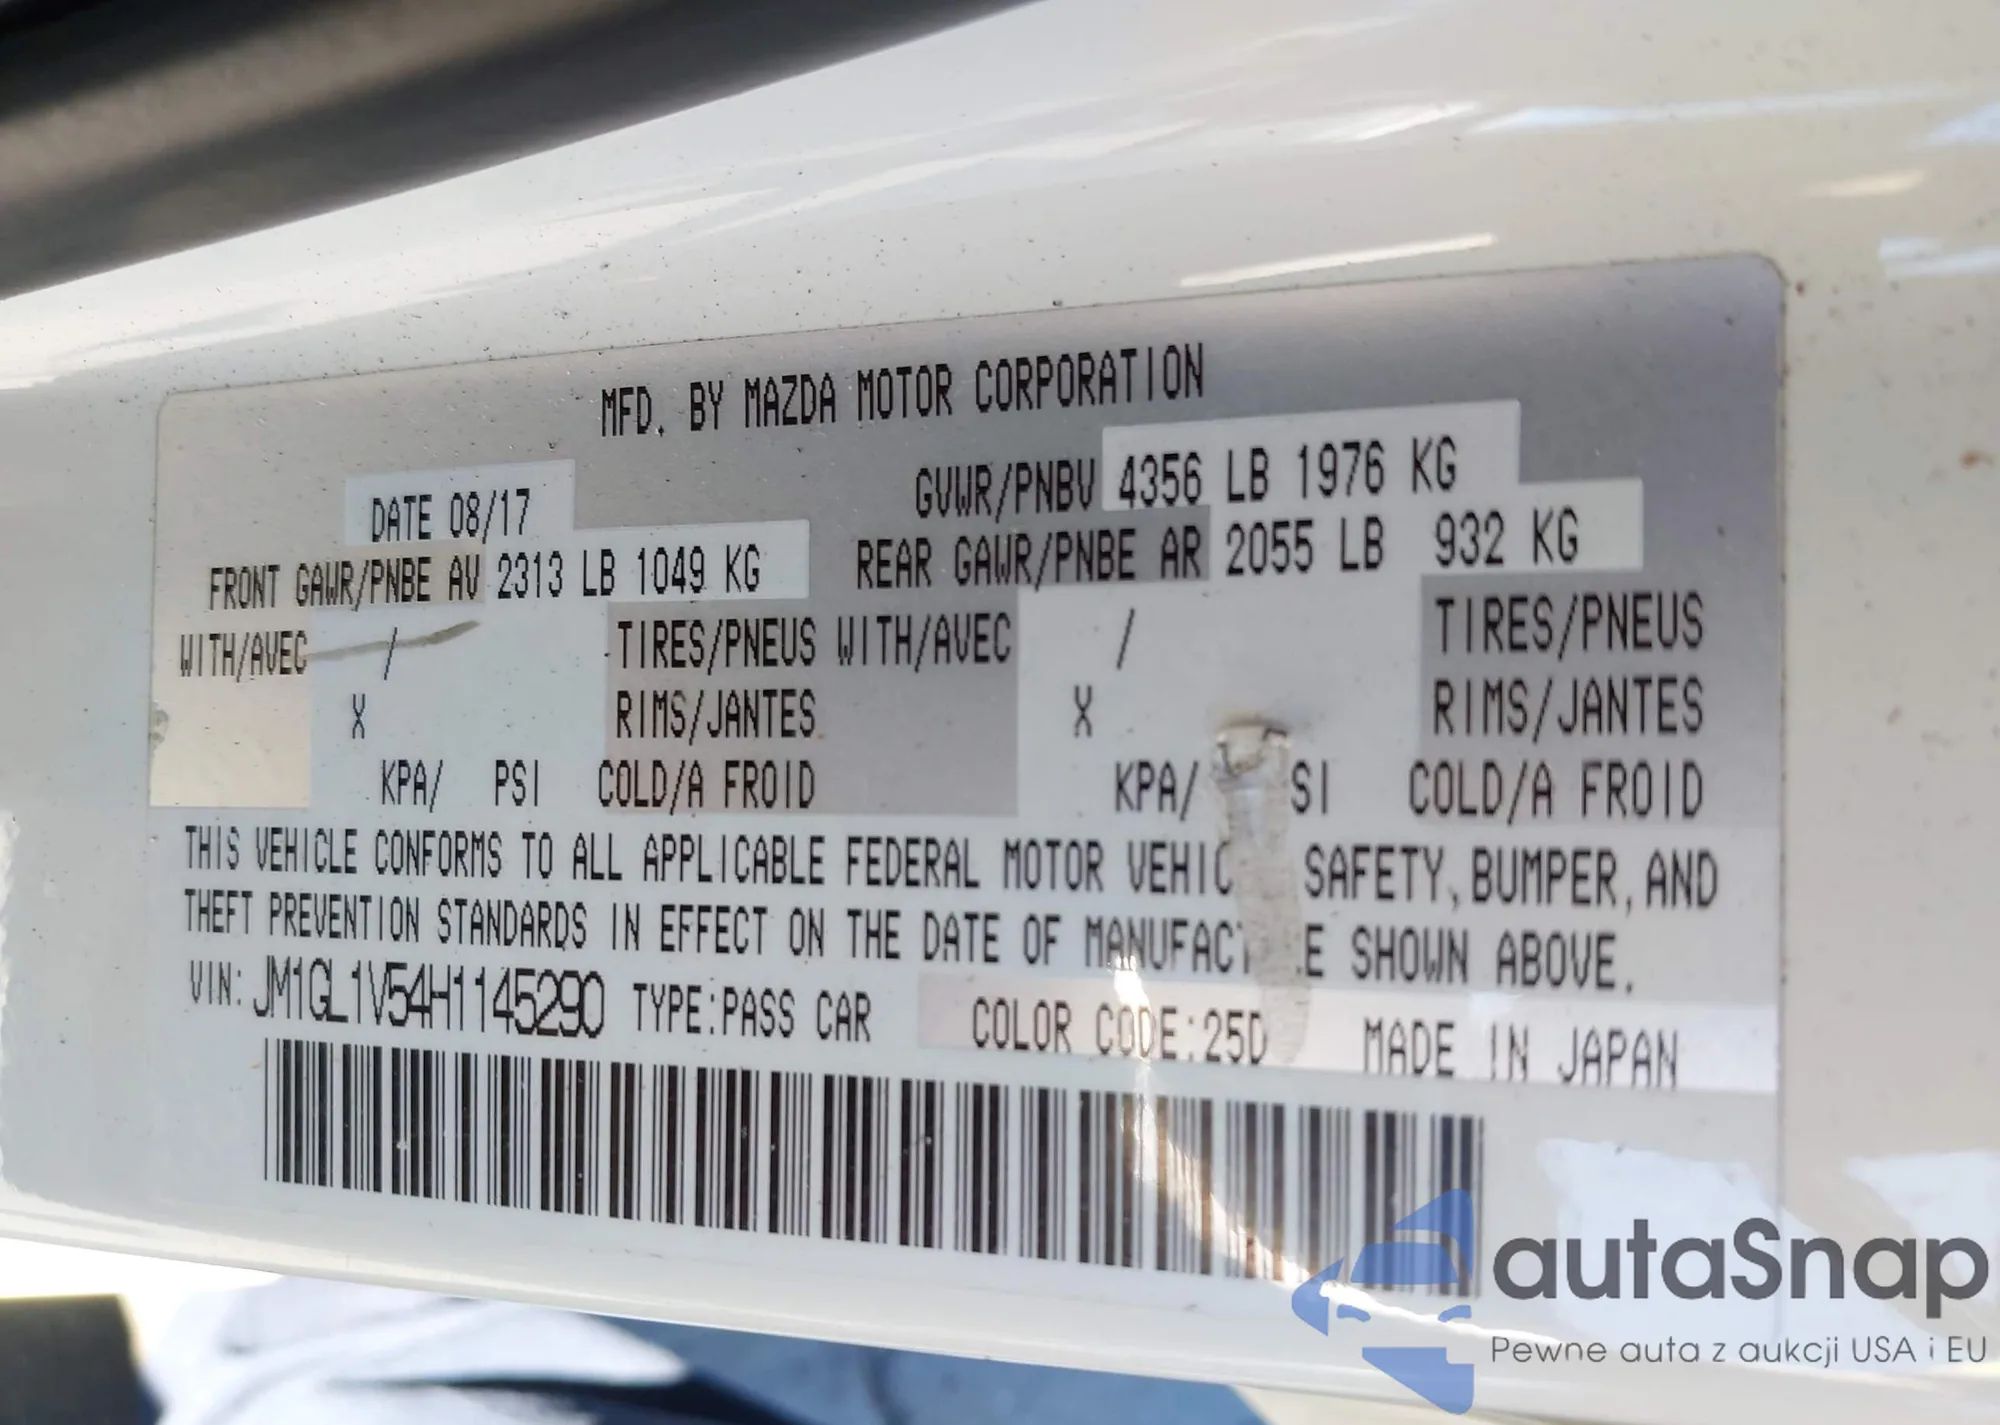 MFD. BY MAZDA MOTOR CORPORATION
DATE 08/17
GVWR/PNBV 4356 LB 1976 KG
FRONT GAWR/PNBE AV 2313 LB 1049 KG
REAR GAWR/PNBE AR 2055 LB 932 KG
WITH/AVEC / TIRES/PNEUS WITH/AVEC / TIRES/PNEUS
X RIMS/JANTES X RIMS/JANTES
KPA/ PSI COLD/A FROID KPA/ SI COLD/A FROID
THIS VEHICLE CONFORMS TO ALL APPLICABLE FEDERAL MOTOR VEHIC SAFETY, BUMPER, AND
THEFT PREVENTION STANDARDS IN EFFECT ON THE DATE OF MANUFAC E SHOWN ABOVE.
VIN: JM1GL1V54H1145290 TYPE:PASS CAR COLOR CODE:25D MADE IN JAPAN
autaSnap
Pewne auta z aukcji USA i EU